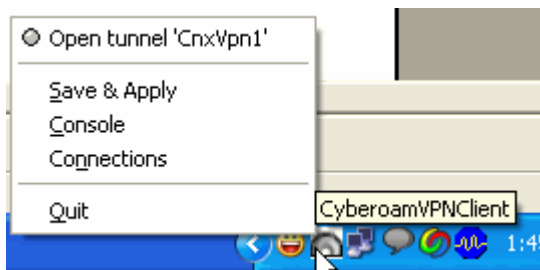 Open tunnel 'CnxVpn1'
Save & Apply
Console
Connections
Quit
CyberoamVPNClient